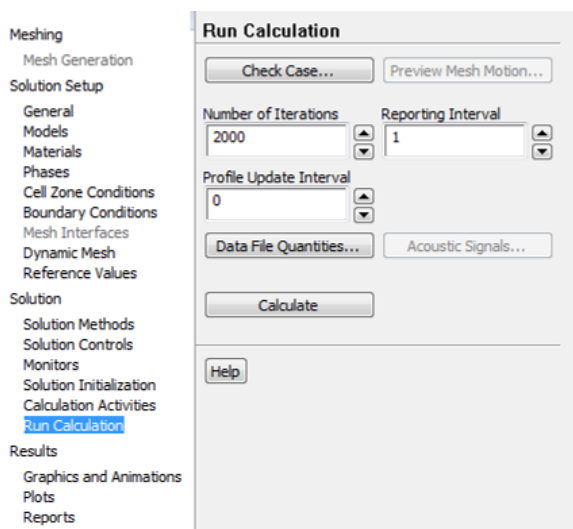 Meshing
Mesh Generation
Solution Setup
General
Models
Materials
Phases
Cell Zone Conditions
Boundary Conditions
Mesh Interfaces
Dynamic Mesh
Reference Values
Solution
Solution Methods
Solution Controls
Monitors
Solution Initialization
Calculation Activities
Run Calculation
Results
Graphics and Animations
Plots
Reports
Run Calculation
Check Case...
Preview Mesh Motion...
Number of Iterations
Reporting Interval
2000
1
Profile Update Interval
0
Data File Quantities...
Acoustic Signals...
Calculate
Help